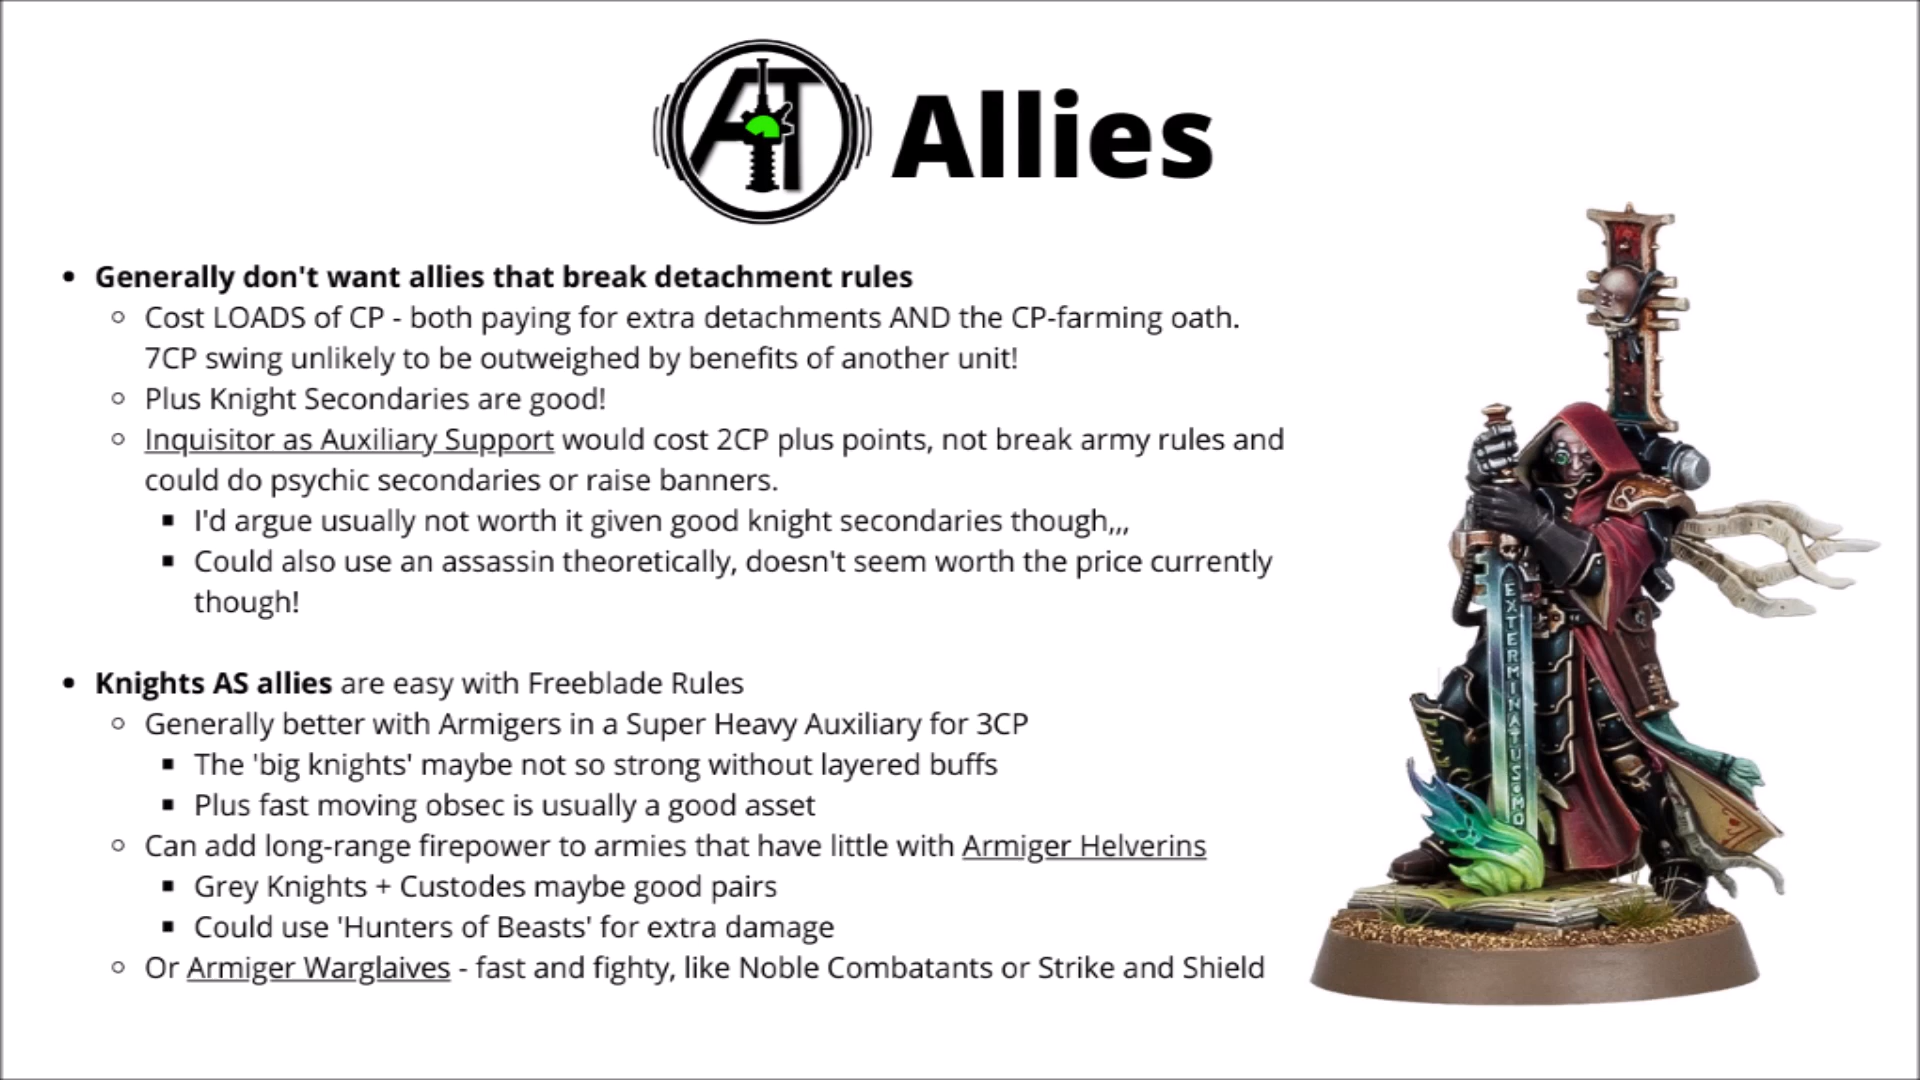 AT Allies
• Generally don't want allies that break detachment rules
○ Cost LOADS of CP - both paying for extra detachments AND the CP-farming oath.
7CP swing unlikely to be outweighed by benefits of another unit!
○ Plus Knight Secondaries are good!
○ Inquisitor as Auxiliary Support would cost 2CP plus points, not break army rules and
could do psychic secondaries or raise banners.
▪ I'd argue usually not worth it given good knight secondaries though,,,
▪ Could also use an assassin theoretically, doesn't seem worth the price currently
though!
• Knights AS allies are easy with Freeblade Rules
○ Generally better with Armigers in a Super Heavy Auxiliary for 3CP
▪ The 'big knights' maybe not so strong without layered buffs
▪ Plus fast moving obsec is usually a good asset
○ Can add long-range firepower to armies that have little with Armiger Helverins
▪ Grey Knights + Custodes maybe good pairs
▪ Could use 'Hunters of Beasts' for extra damage
○ Or Armiger Warglaives - fast and fighty, like Noble Combatants or Strike and Shield
EXTERMINATUS